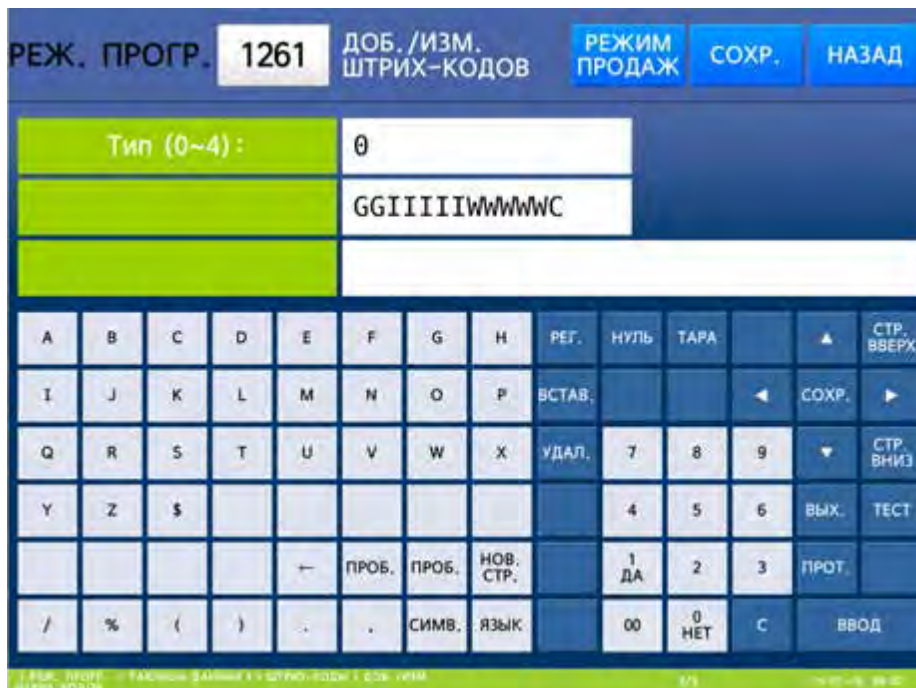 РЕЖ. ПРОГР. 1261 ДОБ./ИЗМ. ШТРИХ-КОДОВ РЕЖИМ ПРОДАЖ СОХР. НАЗАД
Тип (0~4): 0
GGIIIIIWWWWWC
A B C D E F G H РЕГ. НУЛЬ ТАРА ▲ СТР. ВВЕРХ
I J K L M N O P ВСТАВ. ◀ СОХР. ▶
Q R S T U V W X УДАЛ. 7 8 9 ▼ СТР. ВНИЗ
Y Z $ 4 5 6 ВЫХ. ТЕСТ
← ПРОБ. ПРОБ. НОВ. СТР. 1 ДА 2 3 ПРОТ.
/ % ( ) . , СИМВ. ЯЗЫК 00 0 НЕТ C ВВОД